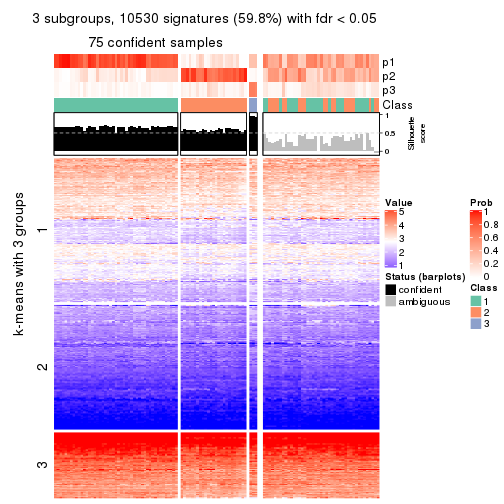 3 subgroups, 10530 signatures (59.8%) with fdr < 0.05
75 confident samples
p1
p2
p3
Class
1
0.5
0
Silhouette
score
k-means with 3 groups
1
2
3
Value
5
4
3
2
1
Status (barplots)
confident
ambiguous
Prob
1
0.8
0.6
0.4
0.2
0
Class
1
2
3